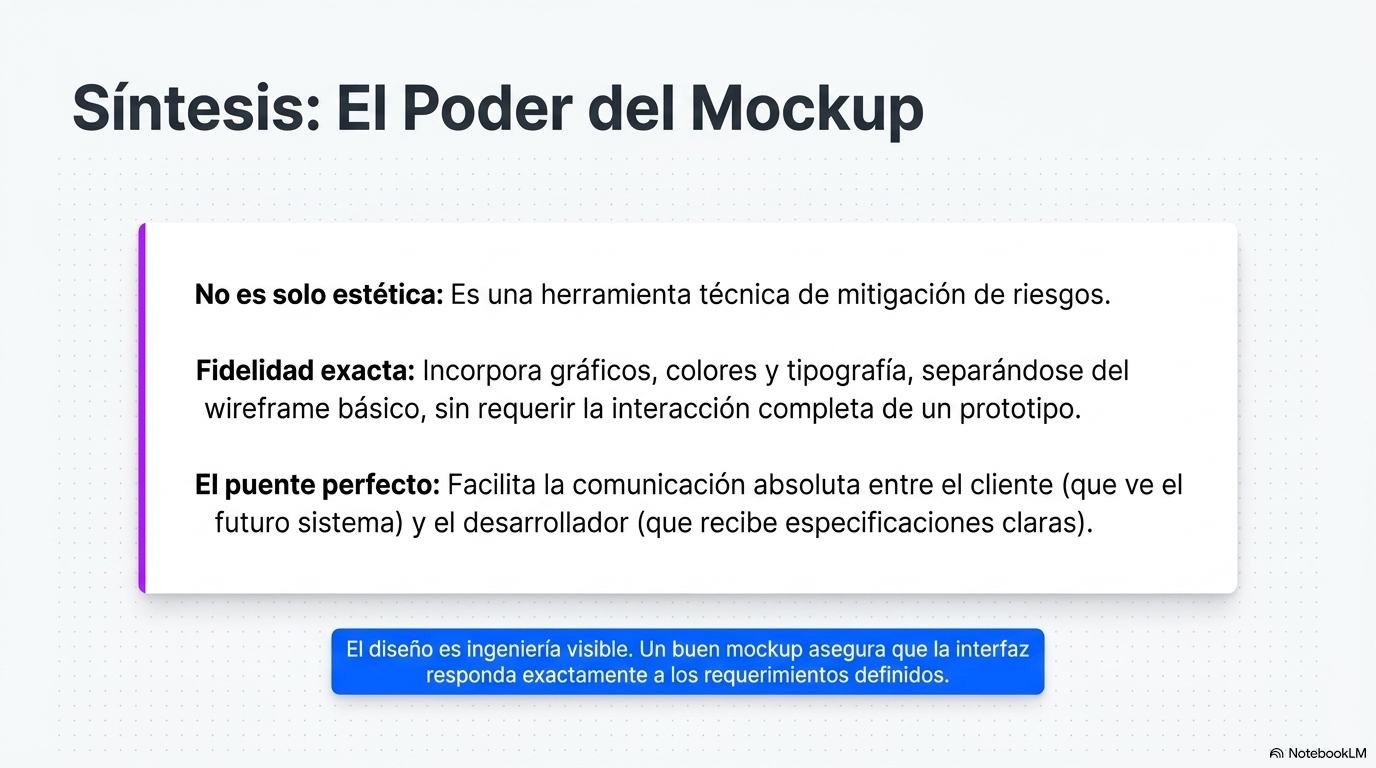 Síntesis: El Poder del Mockup
No es solo estética: Es una herramienta técnica de mitigación de riesgos.
Fidelidad exacta: Incorpora gráficos, colores y tipografía, separándose del
wireframe básico, sin requerir la interacción completa de un prototipo.
El puente perfecto: Facilita la comunicación absoluta entre el cliente (que ve el
futuro sistema) y el desarrollador (que recibe especificaciones claras).
El diseño es ingeniería visible. Un buen mockup asegura que la interfaz
responda exactamente a los requerimientos definidos.
NotebookLM